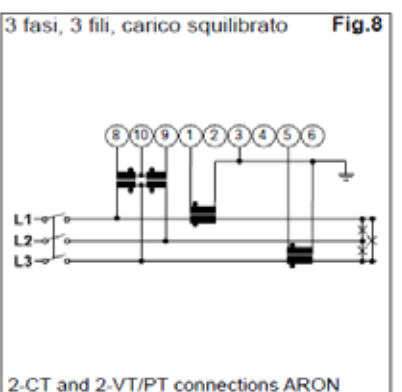 3 fasi, 3 fili, carico squilibrato Fig.8
8 10 9 1 2 3 4 5 6
L1
L2
L3
2-CT and 2-VT/PT connections ARON